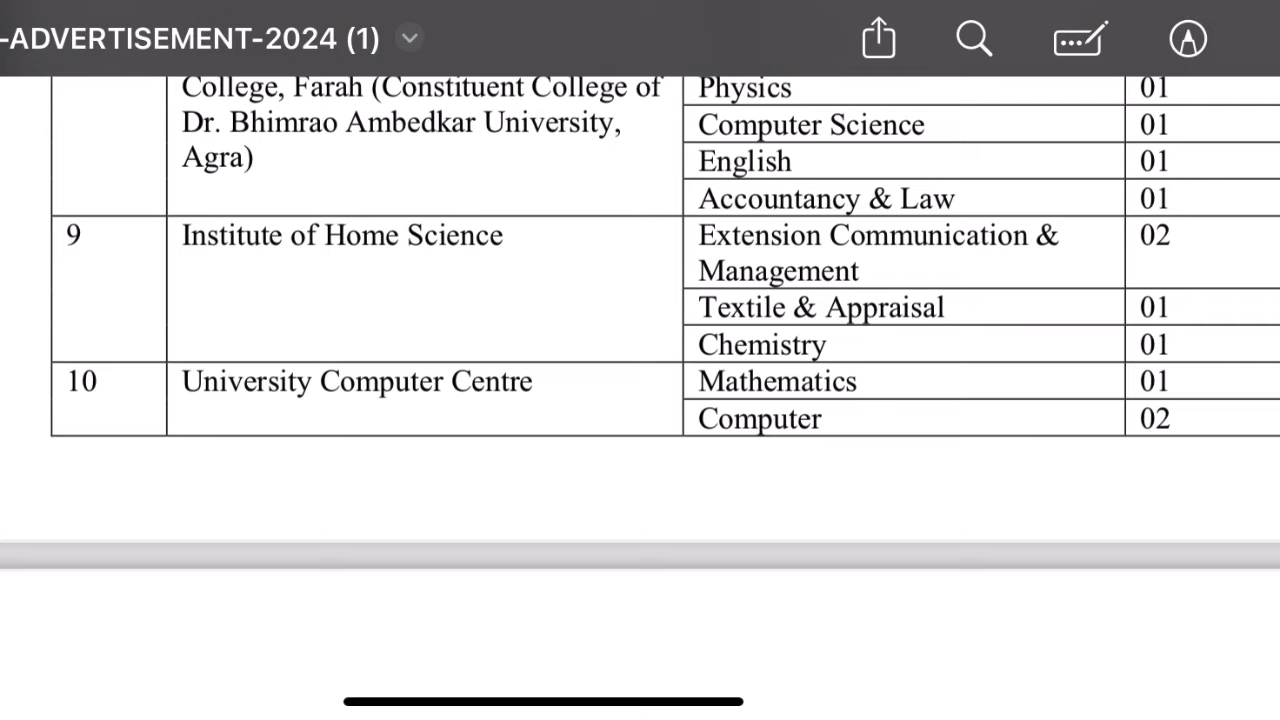 -ADVERTISEMENT-2024 (1)
College, Farah (Constituent College of
Dr. Bhimrao Ambedkar University,
Agra)
Physics 01
Computer Science 01
English 01
Accountancy & Law 01
9 Institute of Home Science Extension Communication & 02
Management
Textile & Appraisal 01
Chemistry 01
10 University Computer Centre Mathematics 01
Computer 02